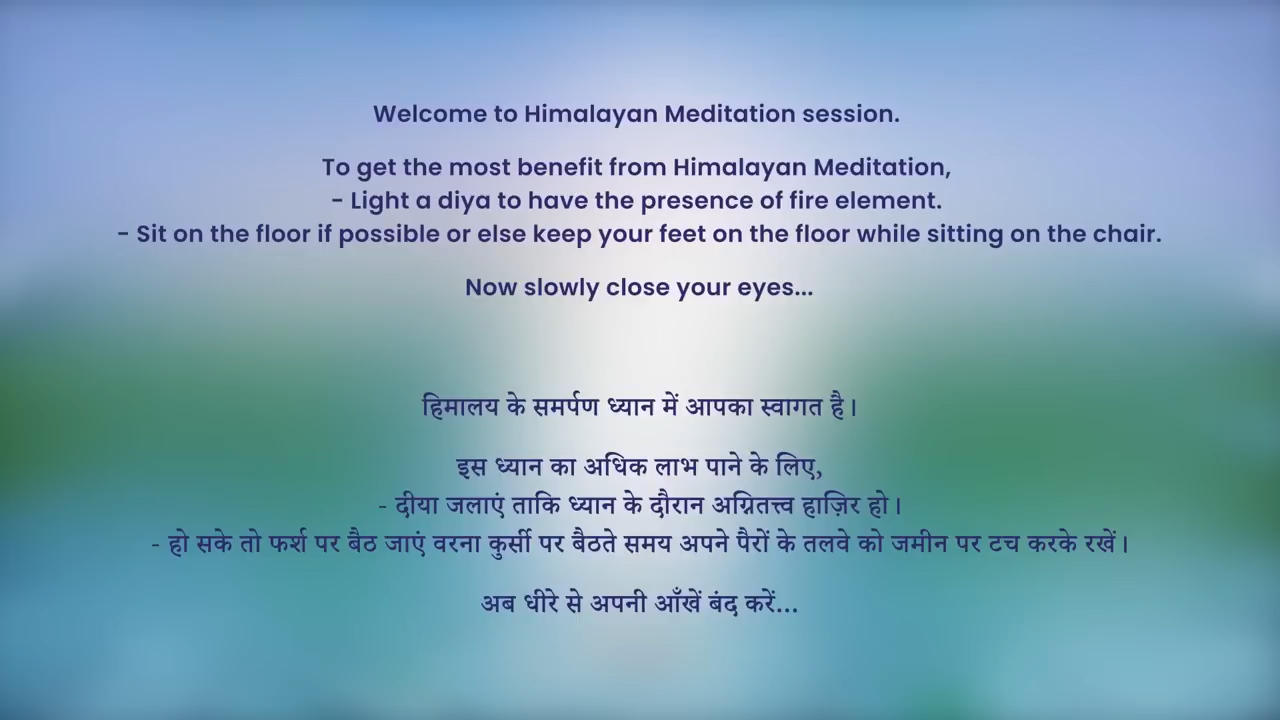 Welcome to Himalayan Meditation session.
To get the most benefit from Himalayan Meditation,
- Light a diya to have the presence of fire element.
- Sit on the floor if possible or else keep your feet on the floor while sitting on the chair.
Now slowly close your eyes...
हिमालय के समर्पण ध्यान में आपका स्वागत है।
इस ध्यान का अधिक लाभ पाने के लिए,
- दीया जलाएं ताकि ध्यान के दौरान अग्नितत्त्व हाज़िर हो।
- हो सके तो फर्श पर बैठ जाएं वरना कुर्सी पर बैठते समय अपने पैरों के तलवे को जमीन पर टच करके रखें।
अब धीरे से अपनी आँखें बंद करें...